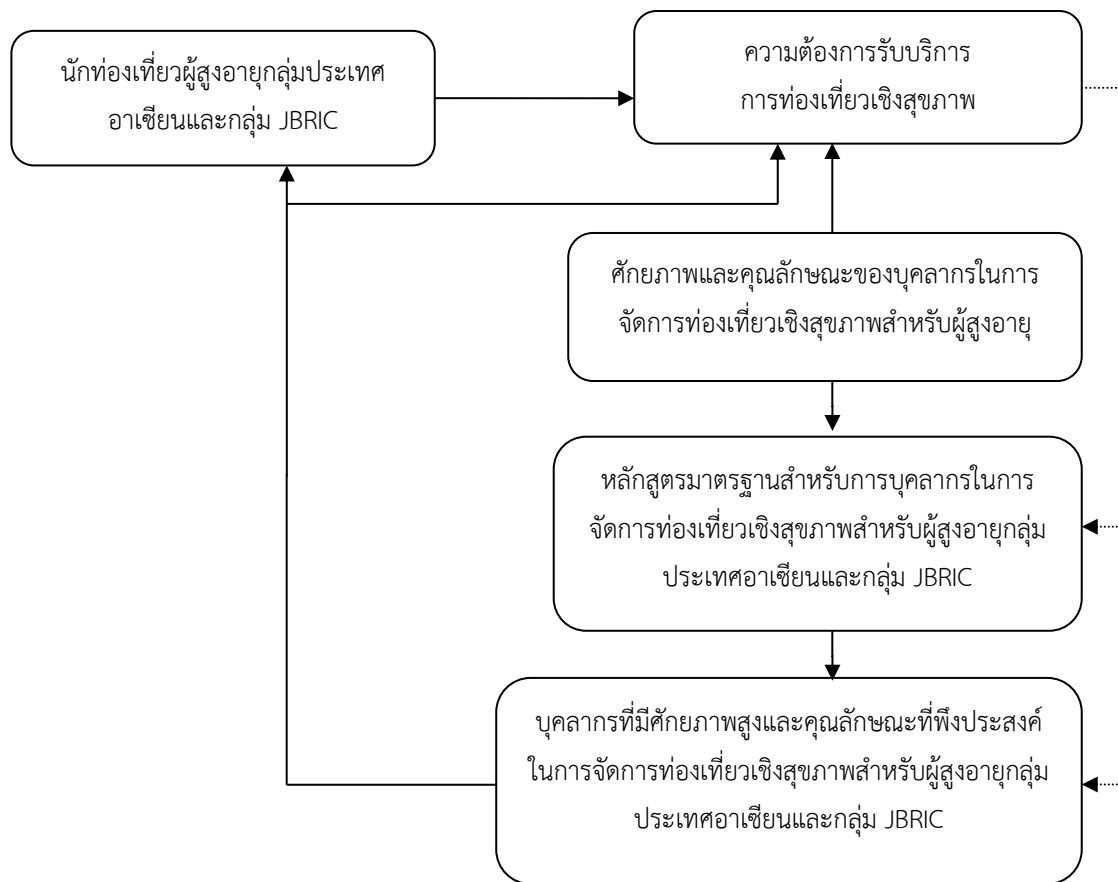 นักท่องเที่ยวผู้สูงอายุกลุ่มประเทศ
อาเซียนและกลุ่ม JBRIC
ความต้องการรับบริการ
การท่องเที่ยวเชิงสุขภาพ
ศักยภาพและคุณลักษณะของบุคลากรในการ
จัดการท่องเที่ยวเชิงสุขภาพสำหรับผู้สูงอายุ
หลักสูตรมาตรฐานสำหรับการบุคลากรในการ
จัดการท่องเที่ยวเชิงสุขภาพสำหรับผู้สูงอายุกลุ่ม
ประเทศอาเซียนและกลุ่ม JBRIC
บุคลากรที่มีศักยภาพสูงและคุณลักษณะที่พึงประสงค์
ในการจัดการท่องเที่ยวเชิงสุขภาพสำหรับผู้สูงอายุกลุ่ม
ประเทศอาเซียนและกลุ่ม JBRIC